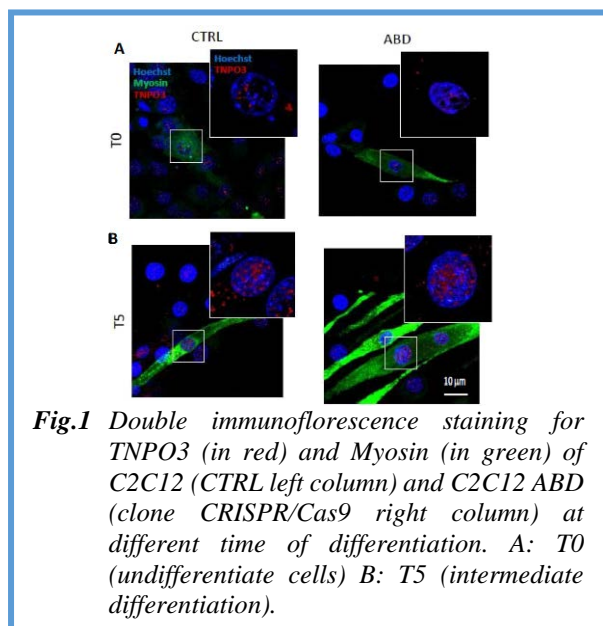 CTRL ABD
A
Hoechst
Myosin
TNPO3
Hoechst
TNPO3
T0
B
T5
10 µm
Fig.1 Double immunoflorescence staining for
TNPO3 (in red) and Myosin (in green) of
C2C12 (CTRL left column) and C2C12 ABD
(clone CRISPR/Cas9 right column) at
different time of differentiation. A: T0
(undifferentiate cells) B: T5 (intermediate
differentiation).